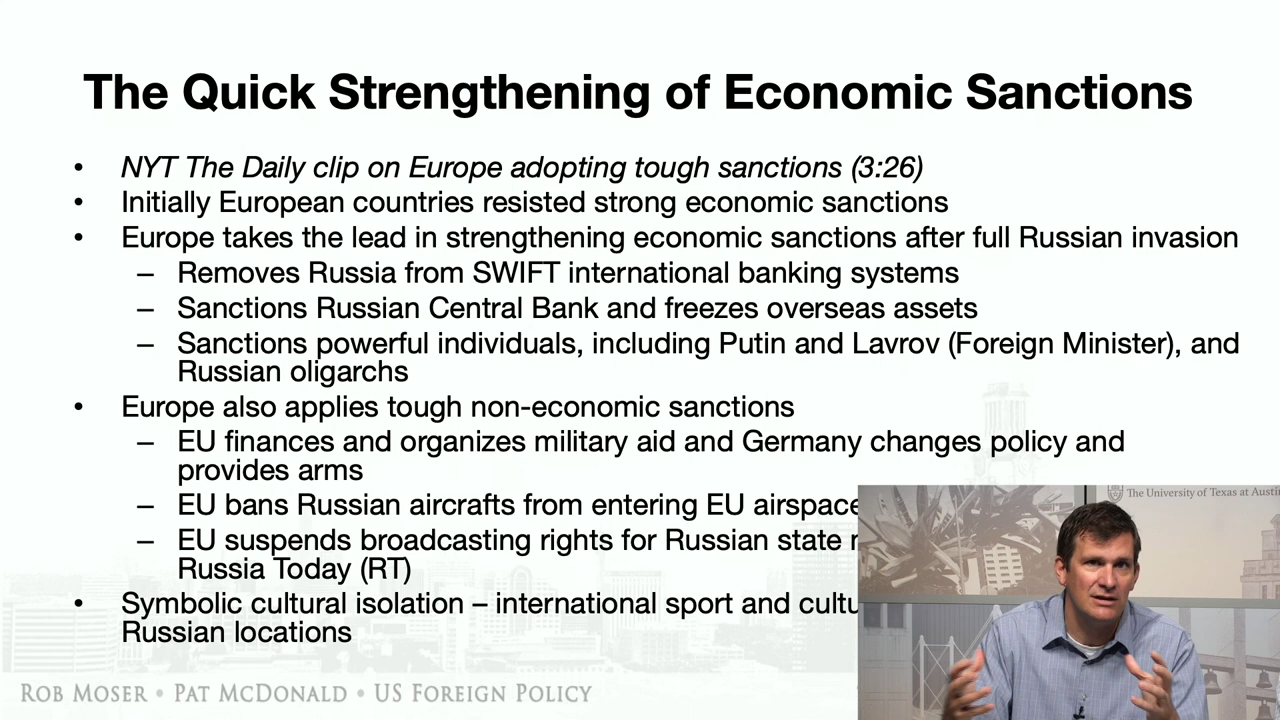 The Quick Strengthening of Economic Sanctions
• NYT The Daily clip on Europe adopting tough sanctions (3:26)
• Initially European countries resisted strong economic sanctions
• Europe takes the lead in strengthening economic sanctions after full Russian invasion
– Removes Russia from SWIFT international banking systems
– Sanctions Russian Central Bank and freezes overseas assets
– Sanctions powerful individuals, including Putin and Lavrov (Foreign Minister), and
Russian oligarchs
• Europe also applies tough non-economic sanctions
– EU finances and organizes military aid and Germany changes policy and
provides arms
– EU bans Russian aircrafts from entering EU airspace
– EU suspends broadcasting rights for Russian state
Russia Today (RT)
• Symbolic cultural isolation – international sport and
Russian locations
The University of Texas at Austin
ROB MOSER • PAT MCDONALD • US FOREIGN POLICY